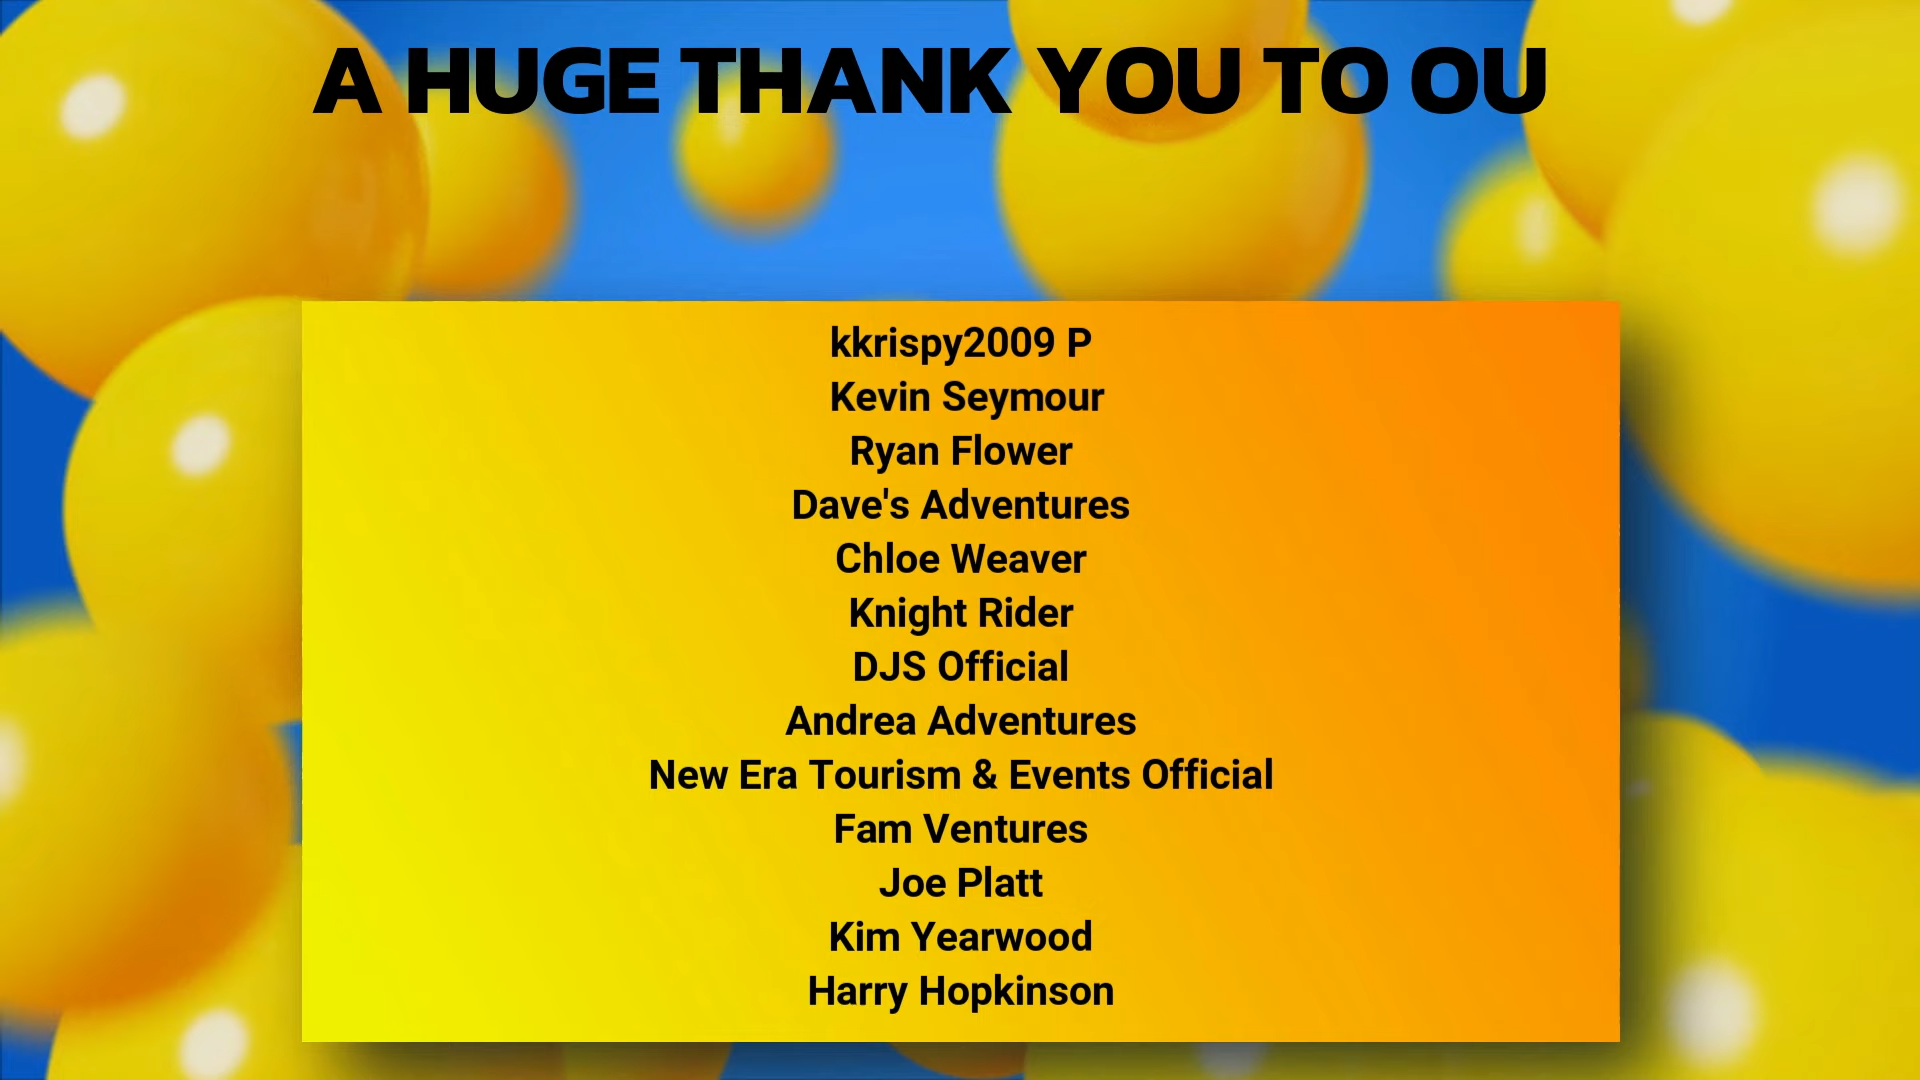 A HUGE THANK YOU TO OU
kkrispy2009 P
Kevin Seymour
Ryan Flower
Dave's Adventures
Chloe Weaver
Knight Rider
DJS Official
Andrea Adventures
New Era Tourism & Events Official
Fam Ventures
Joe Platt
Kim Yearwood
Harry Hopkinson